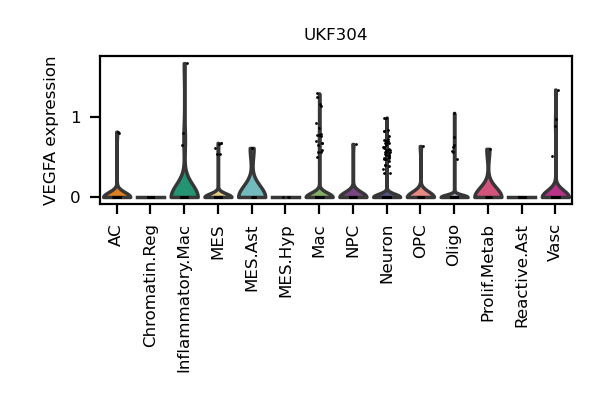 UKF304
VEGFA expression
1
0
AC
Chromatin.Reg
Inflammatory.Mac
MES
MES.Ast
MES.Hyp
Mac
NPC
Neuron
OPC
Oligo
Prolif.Metab
Reactive.Ast
Vasc